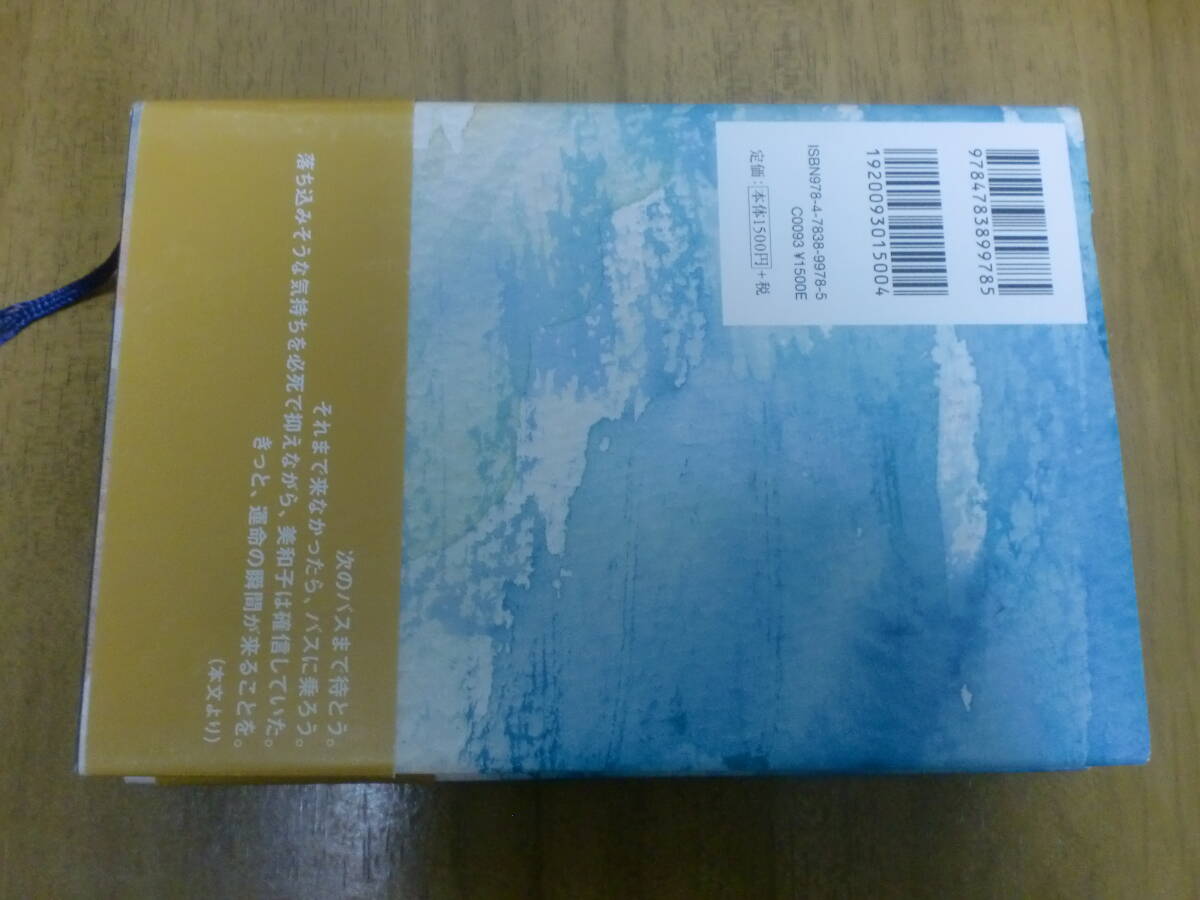 9784783899785
1920093015004
ISBN978-4-7838-9978-5
C0093 ¥1500E
定価：本体1500円+税
次のバスまで待とう。
それまで来なかったら、バスに乗ろう。
落ち込みそうな気持ちを必死で抑えながら、美和子は確信していた。
きっと、運命の瞬間が来ることを。
（本文より）